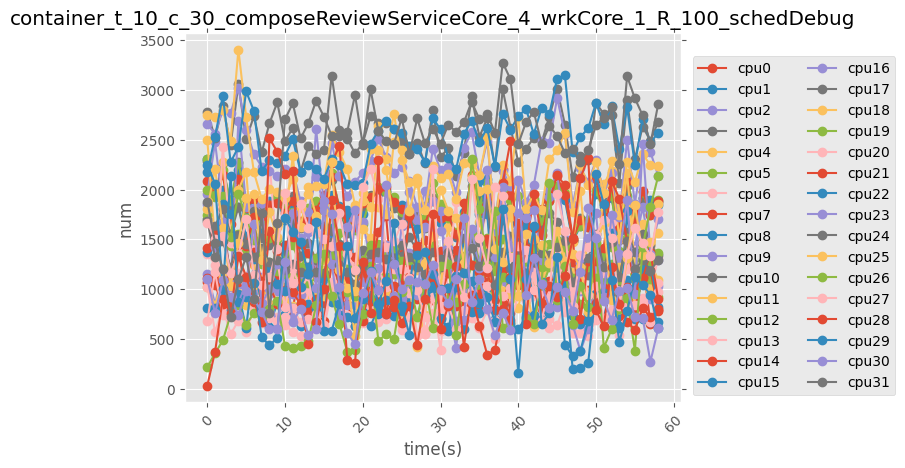 container_t_10_c_30_composeReviewServiceCore_4_wrkCore_1_R_100_schedDebug
num
3500
3000
2500
2000
1500
1000
500
0
0 10 20 30 40 50 60
time(s)
cpu0 cpu16
cpu1 cpu17
cpu2 cpu18
cpu3 cpu19
cpu4 cpu20
cpu5 cpu21
cpu6 cpu22
cpu7 cpu23
cpu8 cpu24
cpu9 cpu25
cpu10 cpu26
cpu11 cpu27
cpu12 cpu28
cpu13 cpu29
cpu14 cpu30
cpu15 cpu31